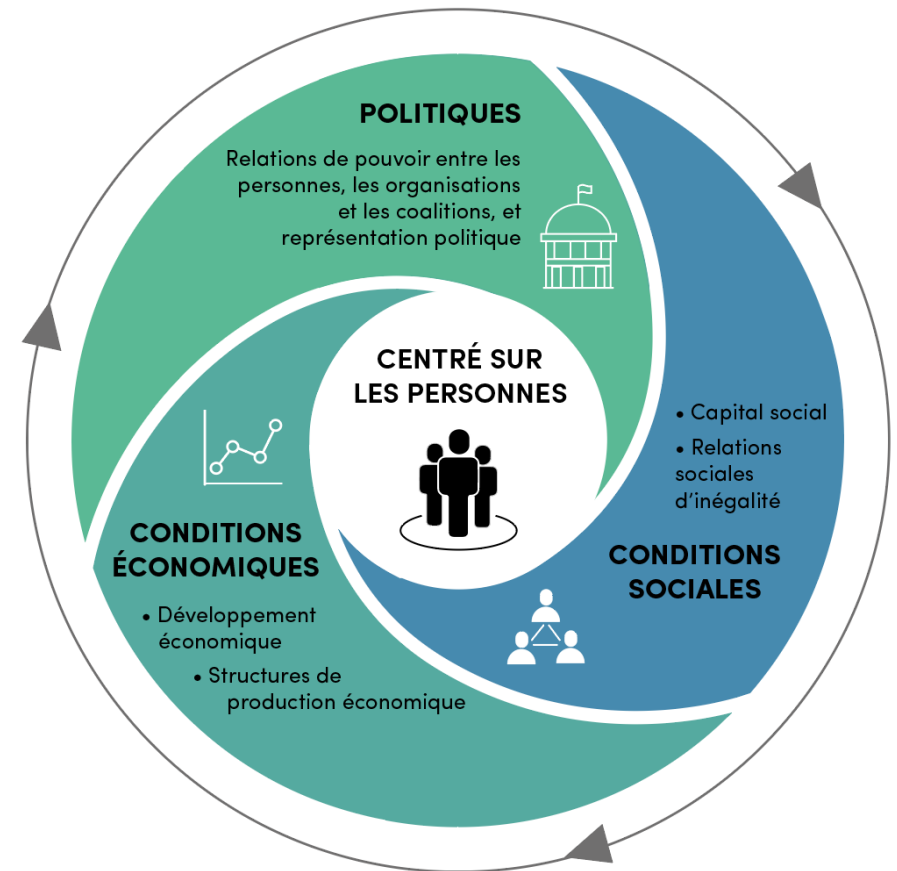 POLITIQUES
Relations de pouvoir entre les
personnes, les organisations
et les coalitions, et
représentation politique
CENTRÉ SUR
LES PERSONNES
• Capital social
• Relations
sociales
d’inégalité
CONDITIONS
SOCIALES
CONDITIONS
ÉCONOMIQUES
• Développement
économique
• Structures de
production économique